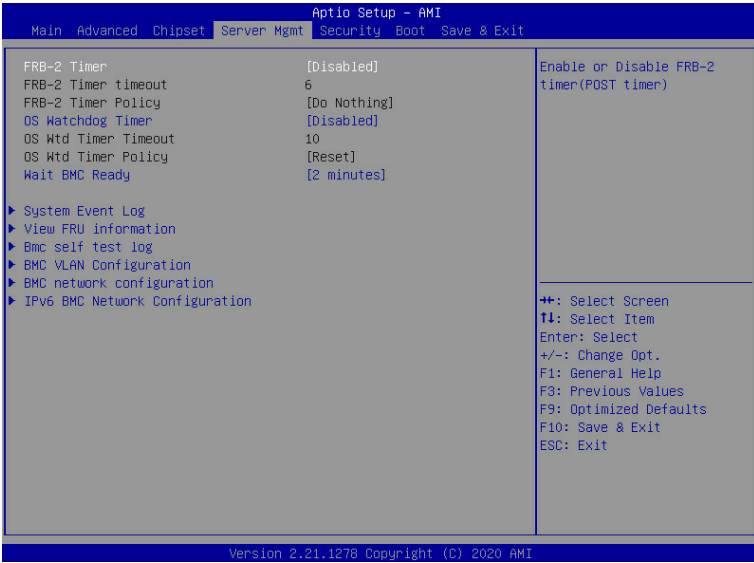 Aptio Setup – AMI
Main Advanced Chipset Server Mgmt Security Boot Save & Exit
FRB-2 Timer [Disabled]
FRB-2 Timer timeout 6
FRB-2 Timer Policy [Do Nothing]
OS Watchdog Timer [Disabled]
OS Wtd Timer Timeout 10
OS Wtd Timer Policy [Reset]
Wait BMC Ready [2 minutes]
System Event Log
View FRU information
Bmc self test log
BMC VLAN Configuration
BMC network configuration
IPv6 BMC Network Configuration
Enable or Disable FRB-2
timer(POST timer)
→←: Select Screen
↑↓: Select Item
Enter: Select
+/-: Change Opt.
F1: General Help
F3: Previous Values
F9: Optimized Defaults
F10: Save & Exit
ESC: Exit
Version 2.21.1278 Copyright (C) 2020 AMI